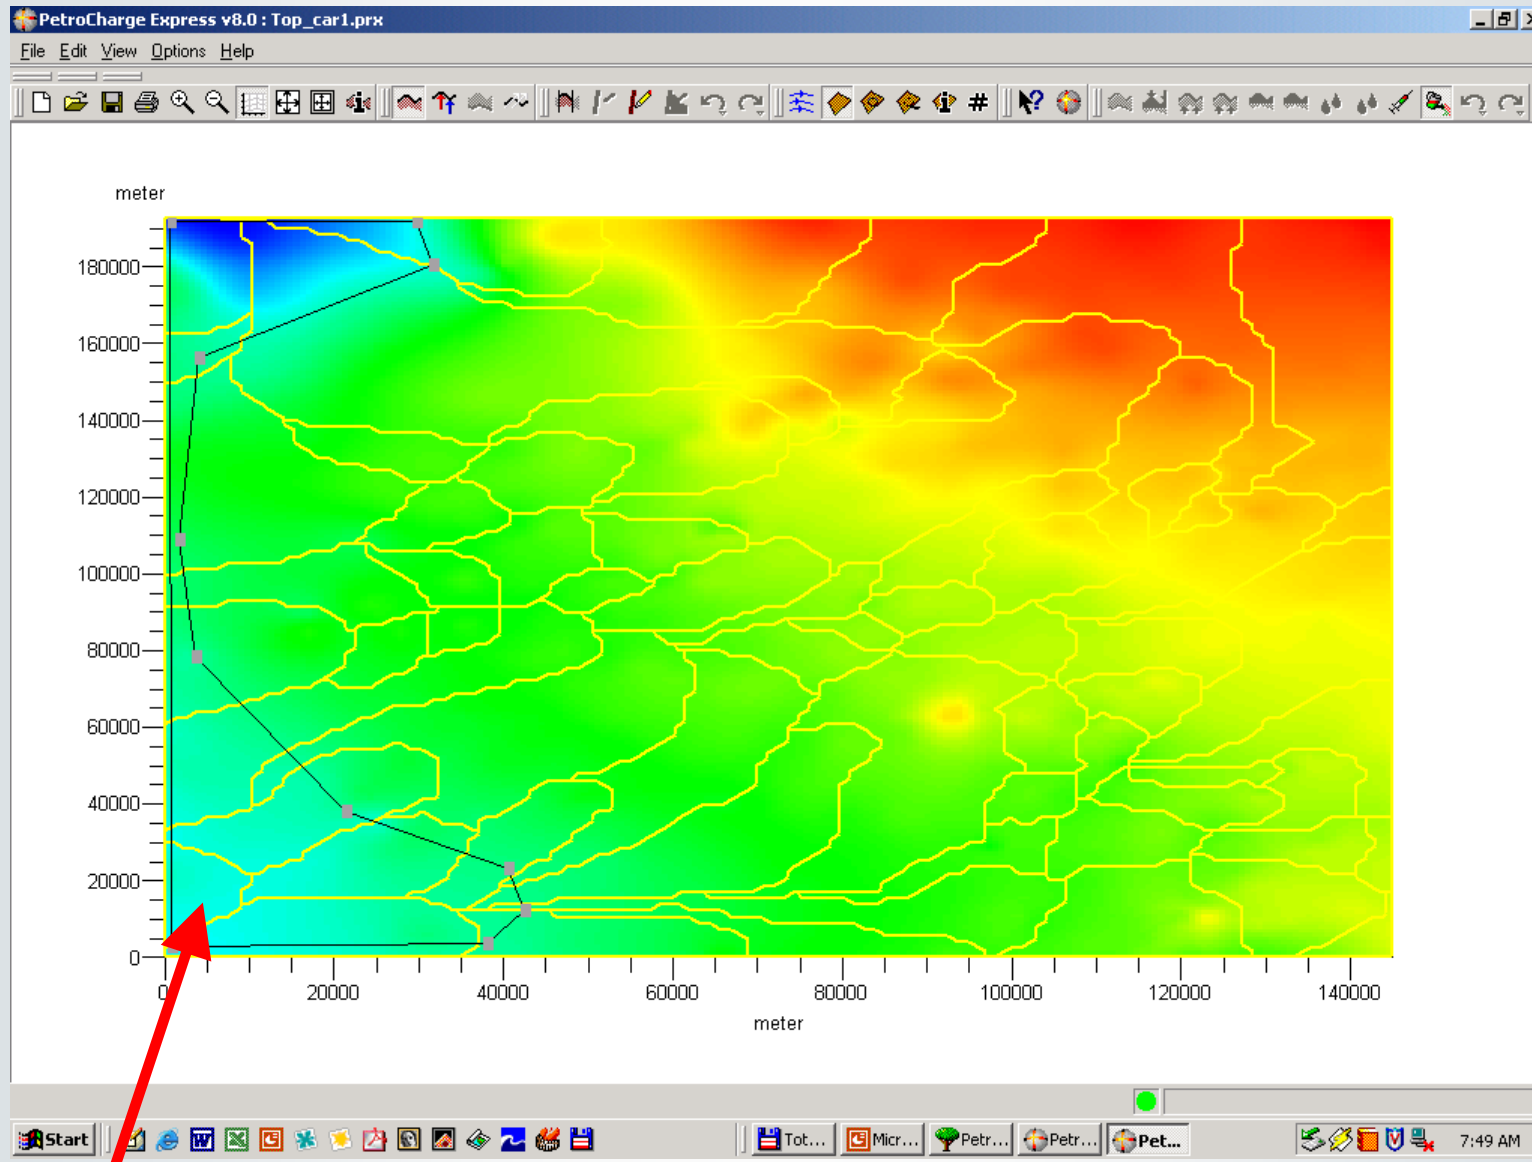 PetroCharge Express v8.0 : Top_car1.prx
File Edit View Options Help
meter
180000
160000
140000
120000
100000
80000
60000
40000
20000
0
0 20000 40000 60000 80000 100000 120000 140000
meter
Start Tot... Micr... Petr... Petr... Pet... 7:49 AM